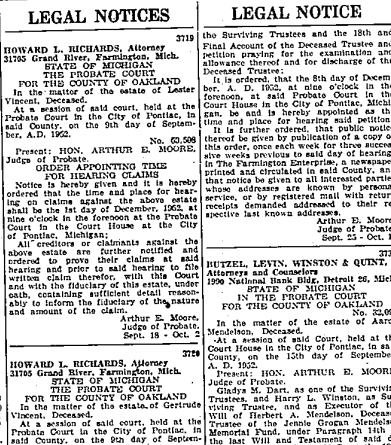 LEGAL NOTICES
3719
HOWARD L. RICHARDS, Attorney
31705 Grand River, Farmington, Mich.
STATE OF MICHIGAN
THE PROBATE COURT
FOR THE COUNTY OF OAKLAND
In the matter of the estate of Lester
Vincent, Deceased.
At a session of said court, held at the
Probate Court in the City of Pontiac, in
said County. on the 9th day of Septem-
ber, A.D. 1952.
No. 60,508
Present: HON. ARTHUR E. MOORE,
Judge of Probate.
ORDER APPOINTING TIME
FOR HEARING CLAIMS
Notice is hereby given and it is hereby
ordered that the time and place for hear-
ing on claims against the above estate
shall be the 1st day of December, 1952, at
nine o'clock in the forenoon at the Probate
Court in the Court House at the City
of Pontiac, Michigan;
All creditors or claimants against the
above estate are further notified and
ordered to prove their claims at said
hearing and prior to said hearing to file
written claim therefor, with this Court
and with the fiduciary of this estate, under
oath, containing sufficient detail reason-
ably to inform the fiduciary of the nature
and amount of the claim.
Arthur E. Moore,
Judge of Probate.
Sept. 18 - Oct. 2
3720
HOWARD L. RICHARDS, Attorney
31705 Grand River, Farmington, Mich.
STATE OF MICHIGAN
THE PROBATE COURT
FOR THE COUNTY OF OAKLAND
In the matter of the estate of Gertrude
Vincent, Deceased.
At a session of said court, held at the
Probate Court in the City of Pontiac, in
said County, on the 9th day of Septem-
LEGAL NOTICE
the Surviving Trustees and the 18th and
Final Account of the Deceased Trustee and
petition praying for the examination and
allowance thereof and for discharge of the
Deceased Trustee:
It is ordered, that the 8th day of Decem
ber, A. D. 1952, at nine o'clock in the
forenoon, at said Probate Court in the
Court House in the City of Pontiac, Michi
gan, be and is hereby appointed as th
time and place for hearing said petition
It is further ordered, that public notic
thereof be given by publication of a copy o
this order, once each week for three succes
sive weeks previous to said day of hearing
in The Farmington Enterprise, a newspape
printed and circulated in said County, an
that notice be given to all interested partie
whose addresses are known by persona
service, or by registered mail with retur
receipts demanded addressed to their re
spective last known addresses.
Arthur E. Moore
Judge of Probate
Sept. 25 - Oct.
373
BUTZEL, LEVIN, WINSTON & QUINT,
Attorneys and Counselors
1990 National Bank Bldg, Detroit 26, Mich
STATE OF MICHIGAN
IN THE PROBATE COURT
FOR THE COUNTY OF OAKLAND
No. 32,09
In the matter of the estate of Aaro
Mendelson, Deceased.
At a session of said Court, held at th
Court House in the City of Pontiac, in sa
County, on the 15th day of Septembe
A. D. 1952.
Present: HON. ARTHUR E. MOORE
Judge of Probate.
Gladys M. Dart, as one of the Survivin
Trustees, and Harry L. Winston, as Su
viving Trustee, and as Executor of th
Will of Herbert A. Mendelson, Deceas
Trustee of the Jennie Grogan Mendels
Memorial Fund, under Paragraph 14th
the last Will and Testament of sa